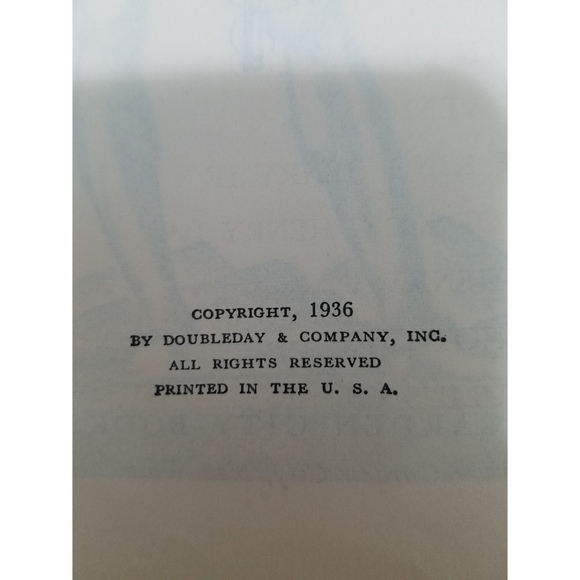 COPYRIGHT, 1936
BY DOUBLEDAY & COMPANY, INC.
ALL RIGHTS RESERVED
PRINTED IN THE U. S. A.